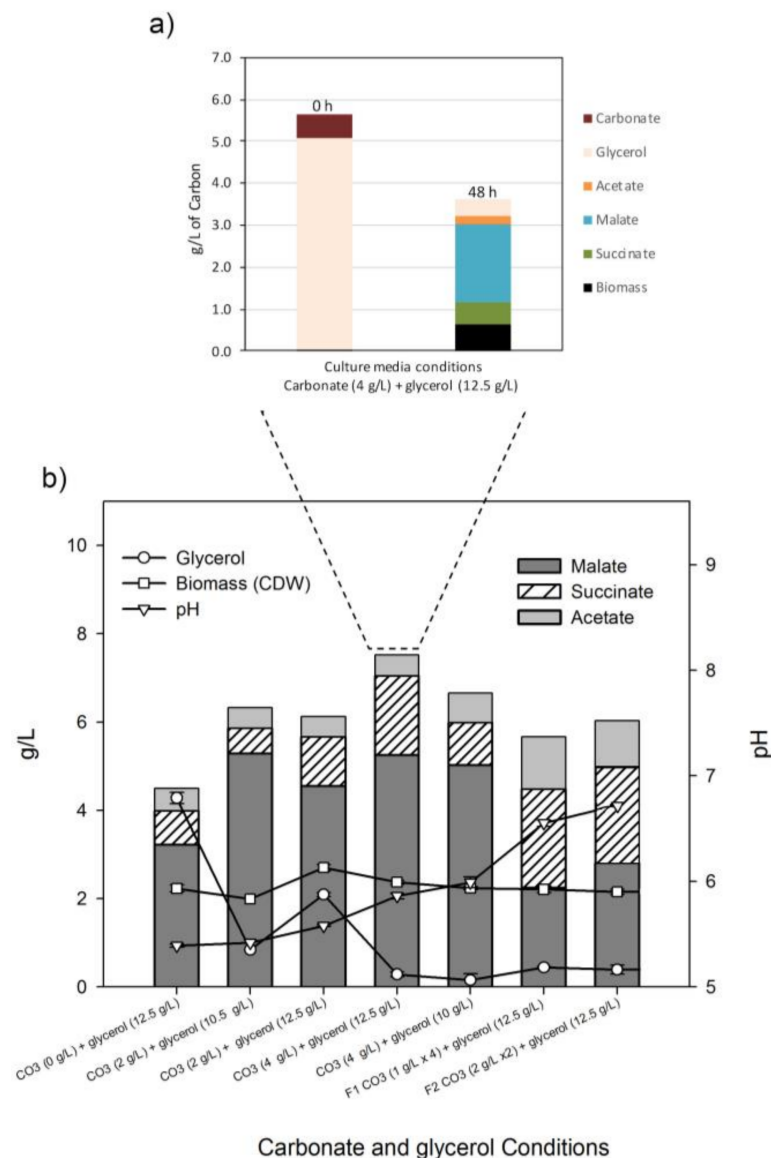 a)
7.0
6.0
5.0
4.0
3.0
2.0
1.0
0.0
g/L of Carbon
0 h
48 h
Carbonate
Glycerol
Acetate
Malate
Succinate
Biomass
Culture media conditions
Carbonate (4 g/L) + glycerol (12.5 g/L)
b)
10
8
6
4
2
0
g/L
Glycerol
Biomass (CDW)
pH
Malate
Succinate
Acetate
9
8
7
6
5
pH
CO3 (0 g/L) + glycerol (12.5 g/L)
CO3 (2 g/L) + glycerol (10.5 g/L)
CO3 (2 g/L) + glycerol (12.5 g/L)
CO3 (4 g/L) + glycerol (12.5 g/L)
CO3 (4 g/L) + glycerol (10 g/L)
F1 CO3 (1 g/L x 4) + glycerol (12.5 g/L)
F2 CO3 (2 g/L x2) + glycerol (12.5 g/L)
Carbonate and glycerol Conditions